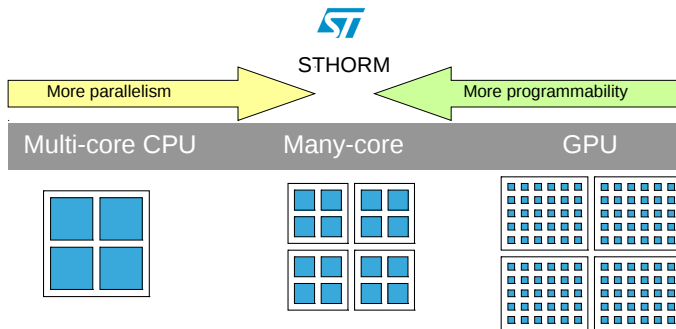 ST
STHORM
More parallelism
More programmability
Multi-core CPU
Many-core
GPU